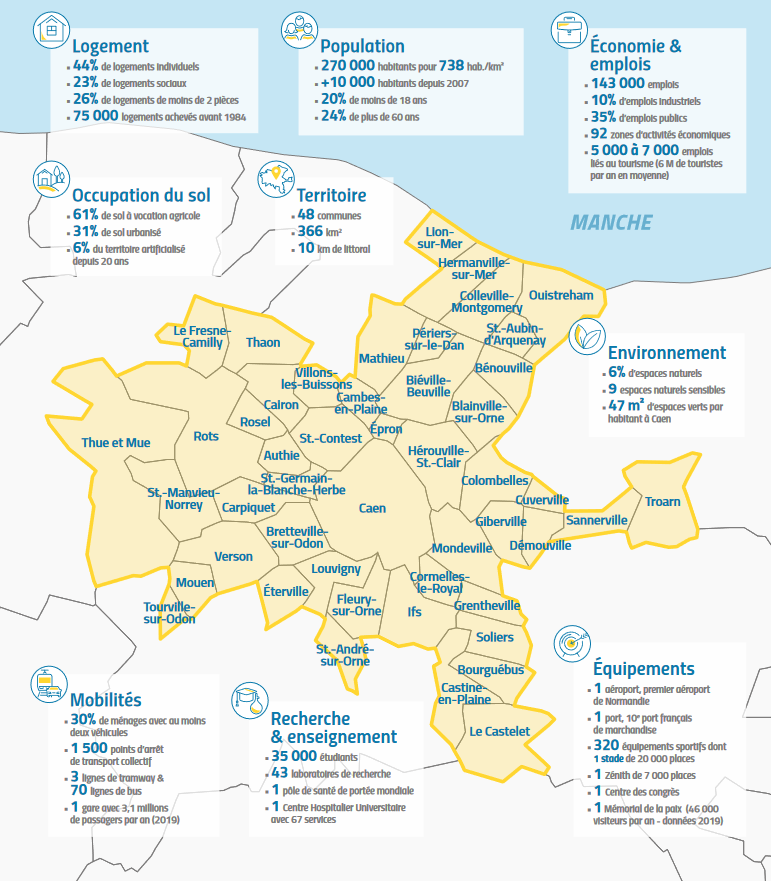 Logement
44% de logements individuels
23% de logements sociaux
26% de logements de moins de 2 pièces
75 000 logements achevés avant 1984
Population
270 000 habitants pour 738 hab./km²
+10 000 habitants depuis 2007
20% de moins de 18 ans
24% de plus de 60 ans
Économie &
emplois
143 000 emplois
10% d'emplois industriels
35% d'emplois publics
92 zones d'activités économiques
5 000 à 7 000 emplois
liés au tourisme (6 M de touristes
par an en moyenne)
Occupation du sol
61% de sol à vocation agricole
31% de sol urbanisé
6% du territoire artificialisé
depuis 20 ans
Territoire
48 communes
366 km²
10 km de littoral
MANCHE
Lion-
sur-Mer
Hermanville-
sur-Mer
Colleville-
Montgomery
Ouistreham
St.-Aubin-
d'Arquenay
Périers-
sur-le-Dan
Mathieu
Bénouville
Biéville-
Beuville
Blainville-
sur-Orne
Le Fresne-
Camilly
Thaon
Villons-
les-Buissons
Cambes-
en-Plaine
Cairon
Rosel
Épron
St.-Contest
Rots
Thue et Mue
Authie
Hérouville-
St.-Clair
St.-Germain-
la-Blanche-Herbe
Colombelles
St.-Manvieu-
Norrey
Carpiquet
Caen
Cuverville
Sannerville
Troarn
Giberville
Démouville
Bretteville-
sur-Odon
Mondeville
Verson
Louvigny
Mouen
Éterville
Cormelles-
le-Royal
Fleury-
sur-Orne
Ifs
Grentheville
Tourville-
sur-Odon
Soliers
St.-André-
sur-Orne
Bourguébus
Castine-
en-Plaine
Le Castelet
Environnement
6% d'espaces naturels
9 espaces naturels sensibles
47 m² d'espaces verts par
habitant à Caen
Mobilités
30% de ménages avec au moins
deux véhicules
1 500 points d'arrêt
de transport collectif
3 lignes de tramway &
70 lignes de bus
1 gare avec 3,1 millions
de passagers par an (2019)
Recherche
& enseignement
35 000 étudiants
43 laboratoires de recherche
1 pôle de santé de portée mondiale
1 Centre Hospitalier Universitaire
avec 67 services
Équipements
1 aéroport, premier aéroport
de Normandie
1 port, 10e port français
de marchandise
320 équipements sportifs dont
1 stade de 20 000 places
1 Zénith de 7 000 places
1 Centre des congrès
1 Mémorial de la paix (46 000
visiteurs par an - données 2019)